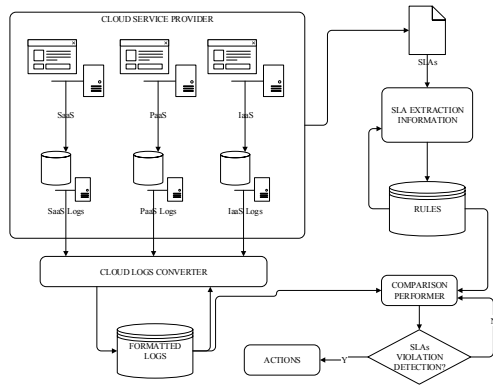 CLOUD SERVICE PROVIDER
SaaS
PaaS
IaaS
SaaS Logs
PaaS Logs
IaaS Logs
CLOUD LOGS CONVERTER
FORMATTED
LOGS
SLAs
SLA EXTRACTION
INFORMATION
RULES
COMPARISON
PERFORMER
SLAs
VIOLATION
DETECTION?
N
Y
ACTIONS